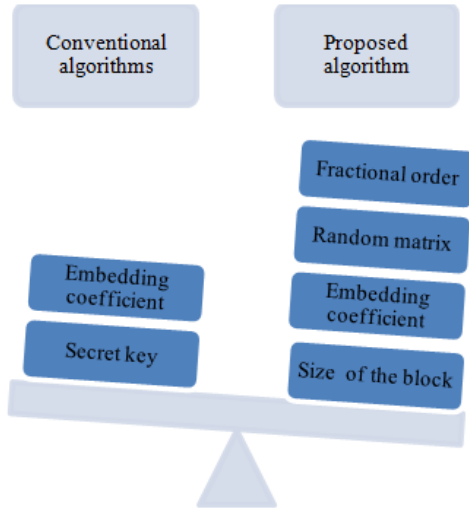 Conventional
algorithms
Proposed
algorithm
Embedding
coefficient
Secret key
Fractional order
Random matrix
Embedding
coefficient
Size of the block